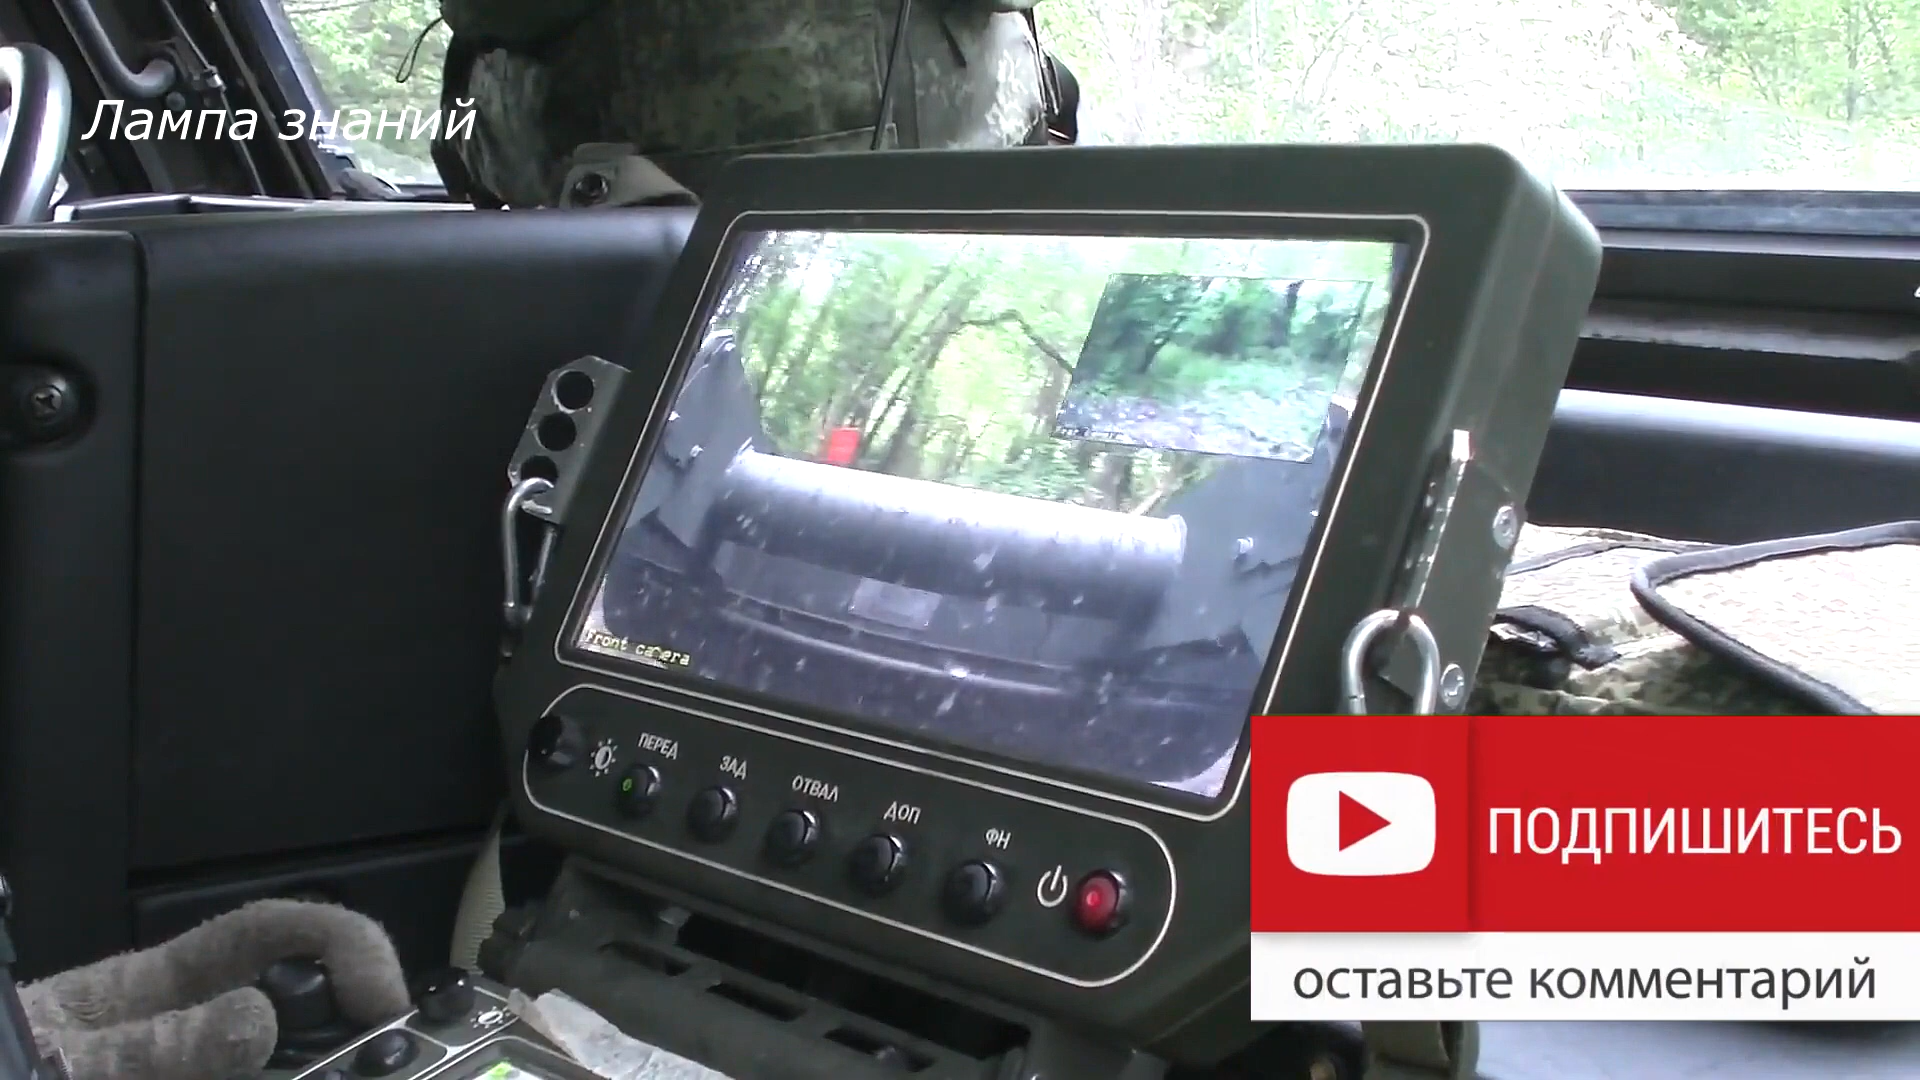 Лампа знаний
Front camera
ПЕРЕД
ЗАД
ОТВАЛ
ДОП
ФН
ПОДПИШИТЕСЬ
оставьте комментарий